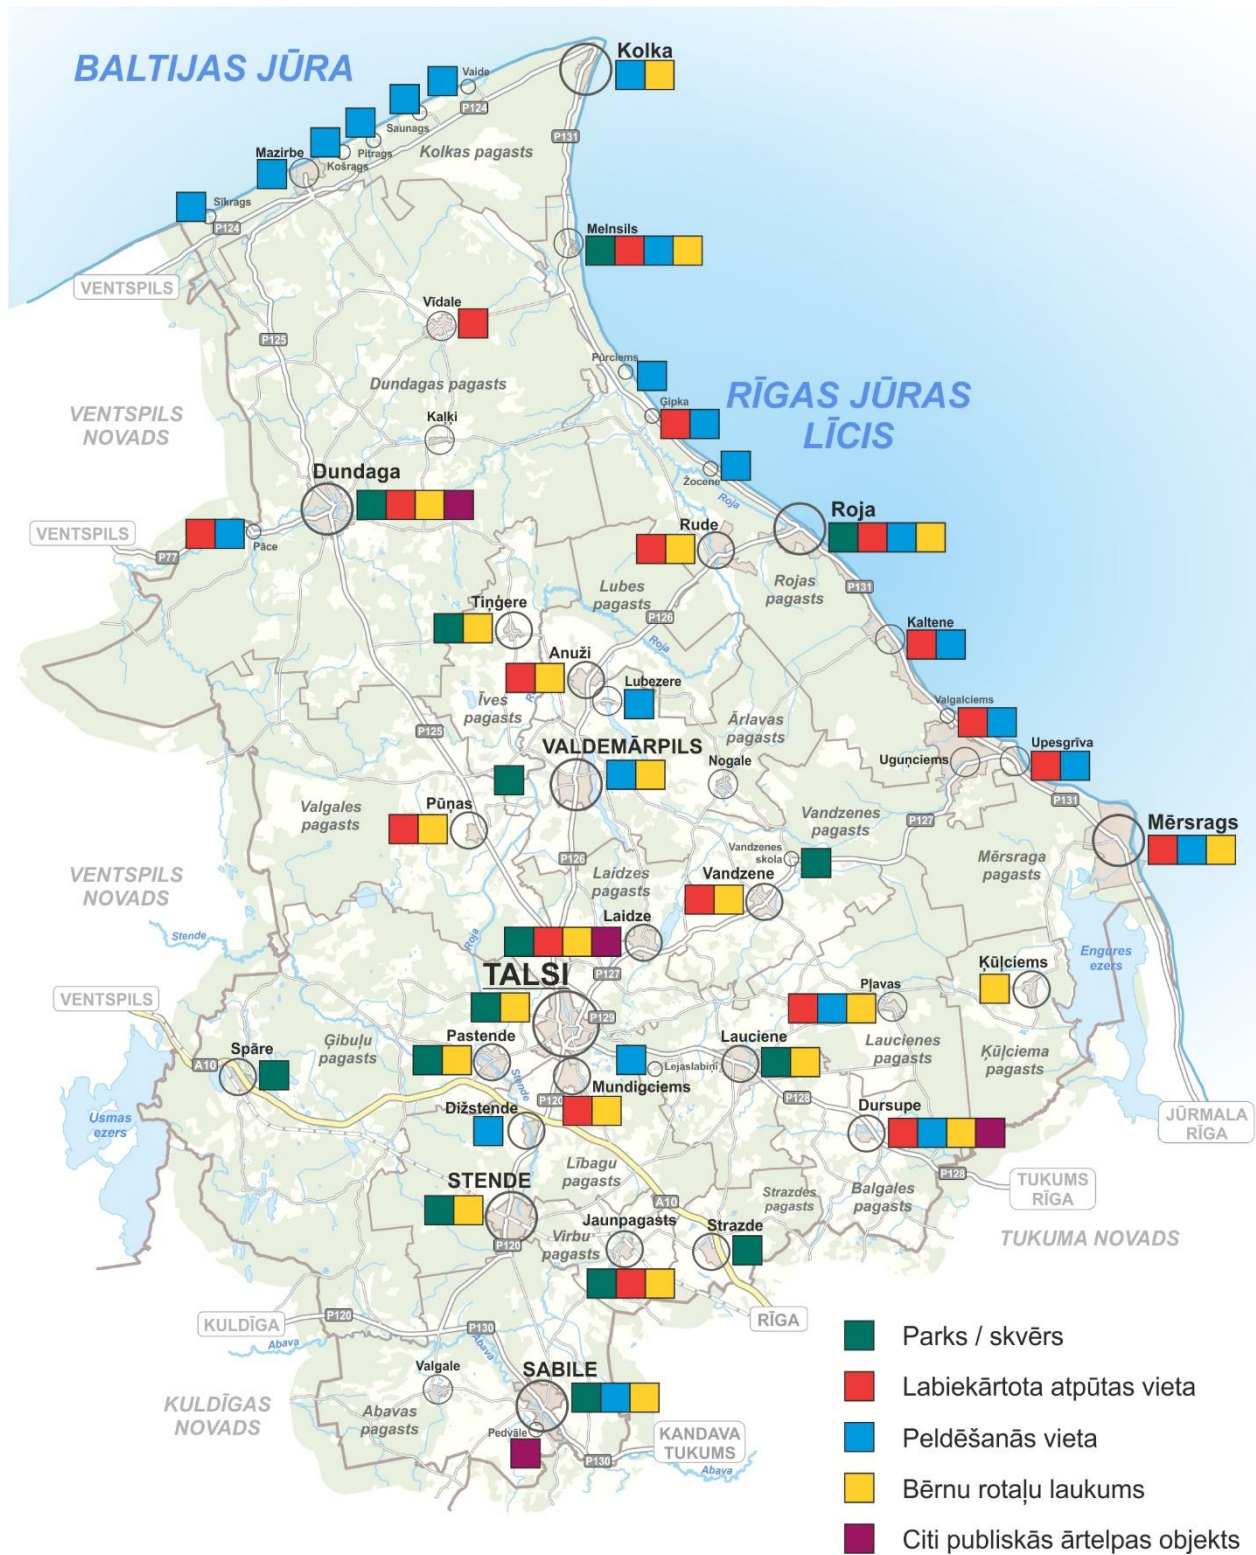 BALTIJAS JŪRA
Kolka
Vaide
P124
Saunags
Pitrags
Košrags
Mazirbe
Kolkas pagasts
P131
Sīkrags
P124
Melnsils
VENTSPILS
Vīdale
P125
Pūrciems
Dundagas pagasts
RĪGAS JŪRAS
LĪCIS
VENTSPILS
NOVADS
Ģipka
Kaļķi
Dundaga
Žocene
Roja
Roja
VENTSPILS
Pāce
P77
Rude
Lubes
pagasts
Rojas
pagasts
P131
Tiņģere
P126
Roja
Kaltene
Anuži
Lubezere
Īves
pagasts
Ārlavas
pagasts
Valgalciems
P125
VALDEMĀRPILS
Nogale
Uguņciems
Upesgrīva
P131
Valgales
pagasts
Pūņas
Vandzenes
pagasts
P127
Mērsrags
Vandzenes
skola
P126
Laidzes
pagasts
Mērsraga
pagasts
VENTSPILS
NOVADS
Vandzene
Stende
Roja
Laidze
Engures
ezers
TALSI
P127
Ķūļciems
VENTSPILS
Pļavas
P129
Ģibuļu
pagasts
Pastende
Lauciene
Laucienes
pagasts
Ķūļciema
pagasts
Spāre
A10
Lejaslabiņi
Stende
Mundigciems
P120
P128
Usmas
ezers
Dižstende
Dursupe
JŪRMALA
RĪGA
Lībagu
pagasts
P128
STENDE
Strazdes
pagasts
Balgales
pagasts
TUKUMS
RĪGA
A10
Jaunpagasts
Strazde
Virbu
pagasts
P120
TUKUMA NOVADS
KULDĪGA
P120
P130
RĪGA
Abava
Abava
Valgale
SABILE
KULDĪGAS
NOVADS
Abavas
pagasts
Pedvāle
KANDAVA
TUKUMS
P130
Abava
Parks / skvērs
Labiekārtota atpūtas vieta
Peldēšanās vieta
Bērnu rotaļu laukums
Citi publiskās ārtelpas objekts